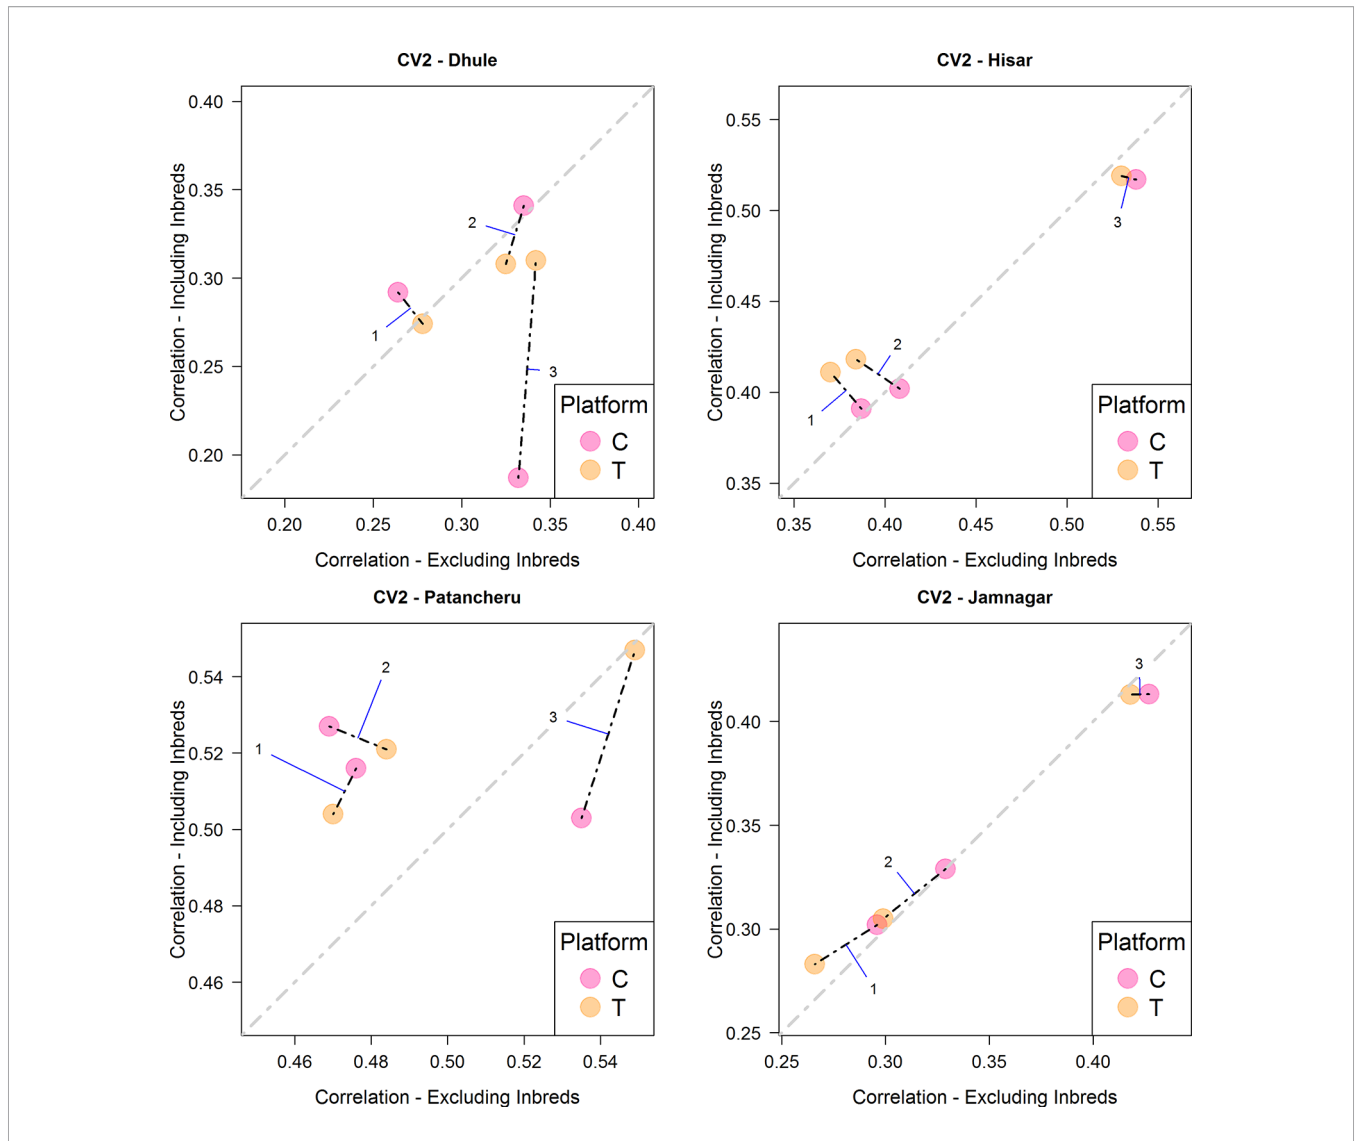 CV2 - Dhule
Correlation - Including Inbreds
0.40
0.35
0.30
0.25
0.20
2
1
3
Platform
C
T
0.20 0.25 0.30 0.35 0.40
Correlation - Excluding Inbreds
CV2 - Hisar
Correlation - Including Inbreds
0.55
0.50
0.45
0.40
0.35
3
2
1
Platform
C
T
0.35 0.40 0.45 0.50 0.55
Correlation - Excluding Inbreds
CV2 - Patancheru
Correlation - Including Inbreds
0.54
0.52
0.50
0.48
0.46
2
3
1
Platform
C
T
0.46 0.48 0.50 0.52 0.54
Correlation - Excluding Inbreds
CV2 - Jamnagar
Correlation - Including Inbreds
0.40
0.35
0.30
0.25
3
2
1
Platform
C
T
0.25 0.30 0.35 0.40
Correlation - Excluding Inbreds